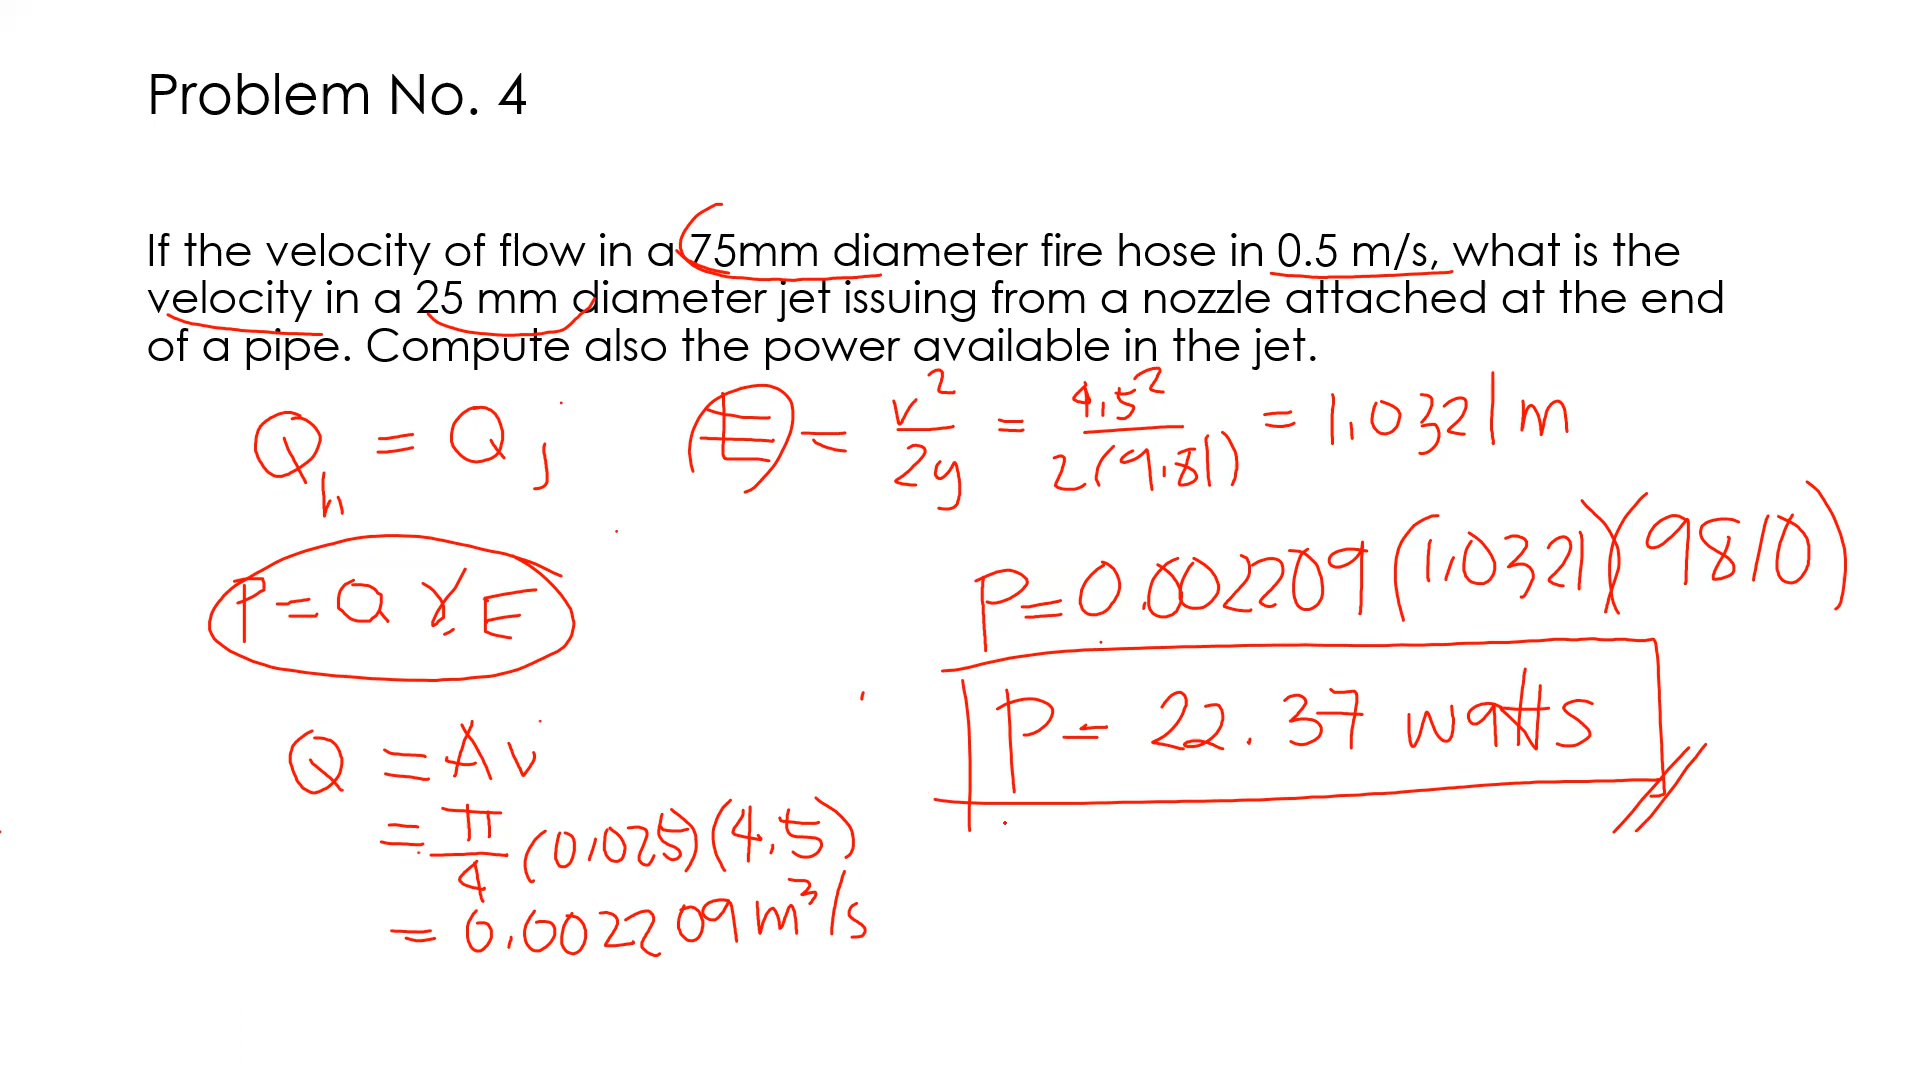 Problem No. 4
If the velocity of flow in a 75mm diameter fire hose in 0.5 m/s, what is the
velocity in a 25 mm diameter jet issuing from a nozzle attached at the end
of a pipe. Compute also the power available in the jet.
Qh = Qj
E = v²/2g = 4.5²/2(9.81) = 1.0321 m
P = QγE
P = 0.002209 (1.0321)(9810)
P = 22.37 watts
Q = Av
= π/4 (0.025)(4.5)
= 0.002209 m³/s